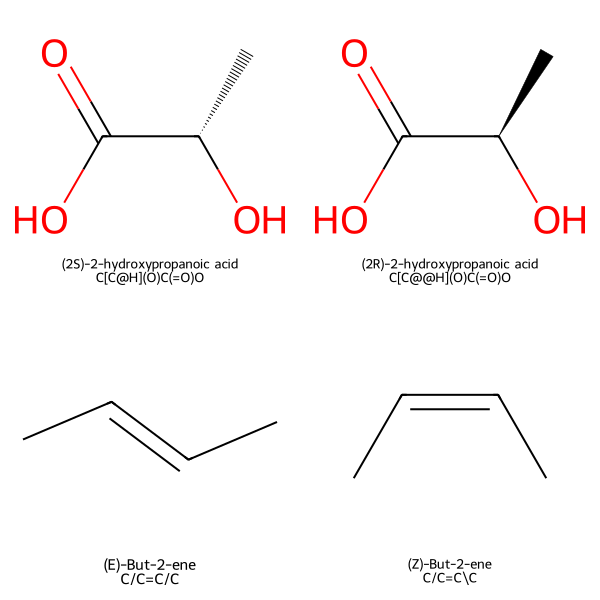 O O
HO OH HO OH
(2S)-2-hydroxypropanoic acid (2R)-2-hydroxypropanoic acid
C[C@H](O)C(=O)O C[C@@H](O)C(=O)O
(E)-But-2-ene (Z)-But-2-ene
C/C=C/C C/C=C\C